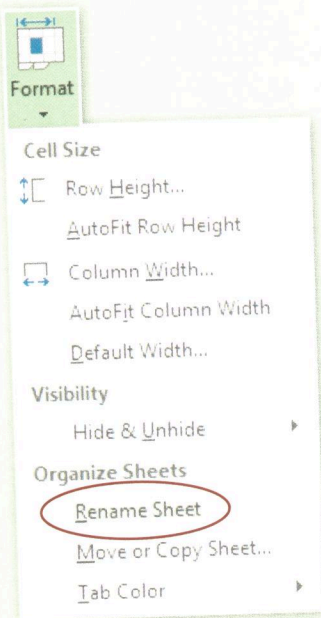 Format
Cell Size
Row Height...
AutoFit Row Height
Column Width...
AutoFit Column Width
Default Width...
Visibility
Hide & Unhide
Organize Sheets
Rename Sheet
Move or Copy Sheet...
Tab Color